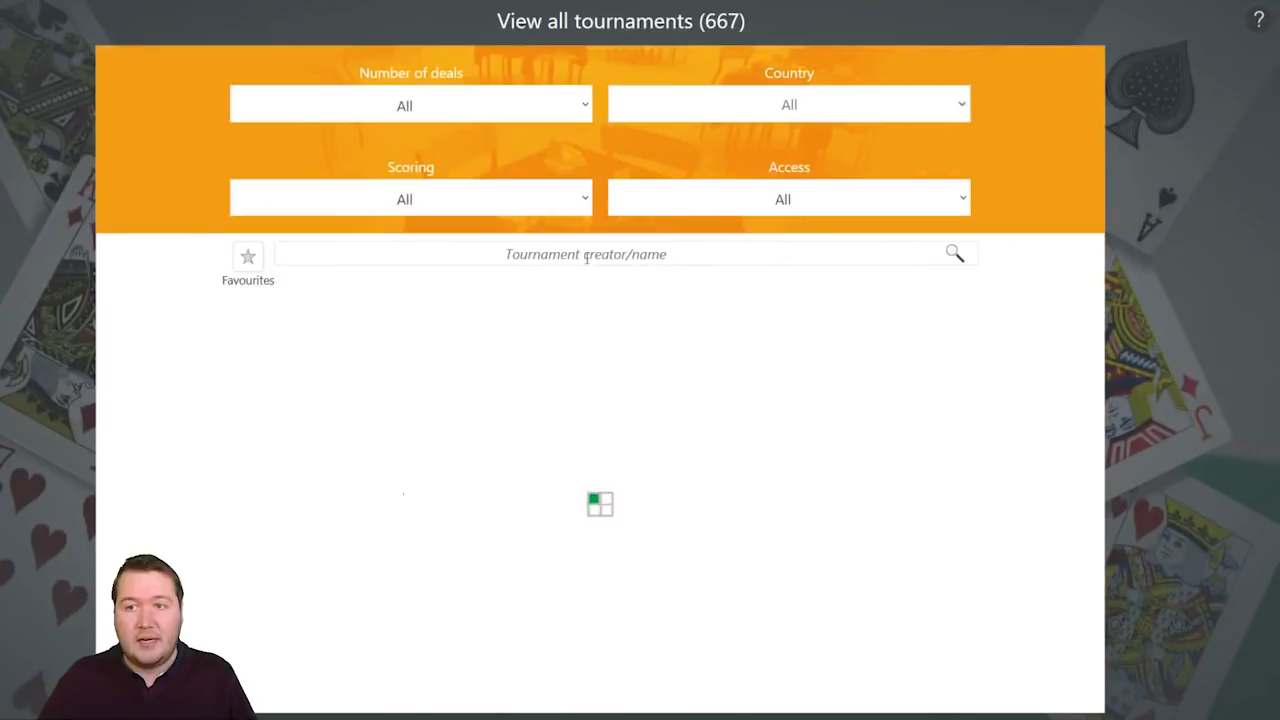 View all tournaments (667)
?
Number of deals
Country
All
All
Scoring
Access
All
All
Tournament creator/name
Favourites
A
J